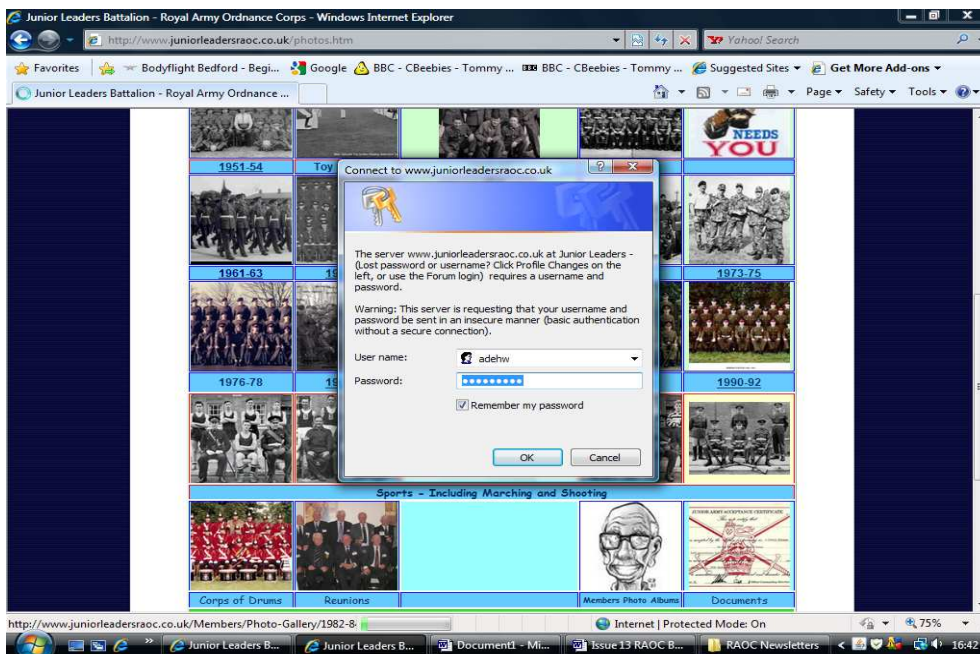 Junior Leaders Battalion - Royal Army Ordnance Corps - Windows Internet Explorer
http://www.juniorleadersraoc.co.uk/photos.htm
Yahoo! Search
Favorites
Bodyflight Bedford - Begi...
Google
BBC - CBeebies - Tommy ...
BBC - CBeebies - Tommy ...
Suggested Sites
Get More Add-ons
Junior Leaders Battalion - Royal Army Ordnance ...
Page
Safety
Tools
NEEDS
YOU
1951-54
Toy
Connect to www.juniorleadersraoc.co.uk
The server www.juniorleadersraoc.co.uk at Junior Leaders -
(Lost password or username? Click Profile Changes on the
left, or use the Forum login) requires a username and
password.
Warning: This server is requesting that your username and
password be sent in an insecure manner (basic authentication
without a secure connection).
User name:
adehw
Password:
Remember my password
OK
Cancel
1961-63
19
1973-75
1976-78
19
1990-92
Sports - Including Marching and Shooting
JUNIOR ARMY ACCEPTANCE CERTIFICATE
Corps of Drums
Reunions
Members Photo Albums
Documents
http://www.juniorleadersraoc.co.uk/Members/Photo-Gallery/1982-8
Internet | Protected Mode: On
75%
Junior Leaders B...
Junior Leaders B...
Document1 - Mi...
Issue 13 RAOC B...
RAOC Newsletters
16:42